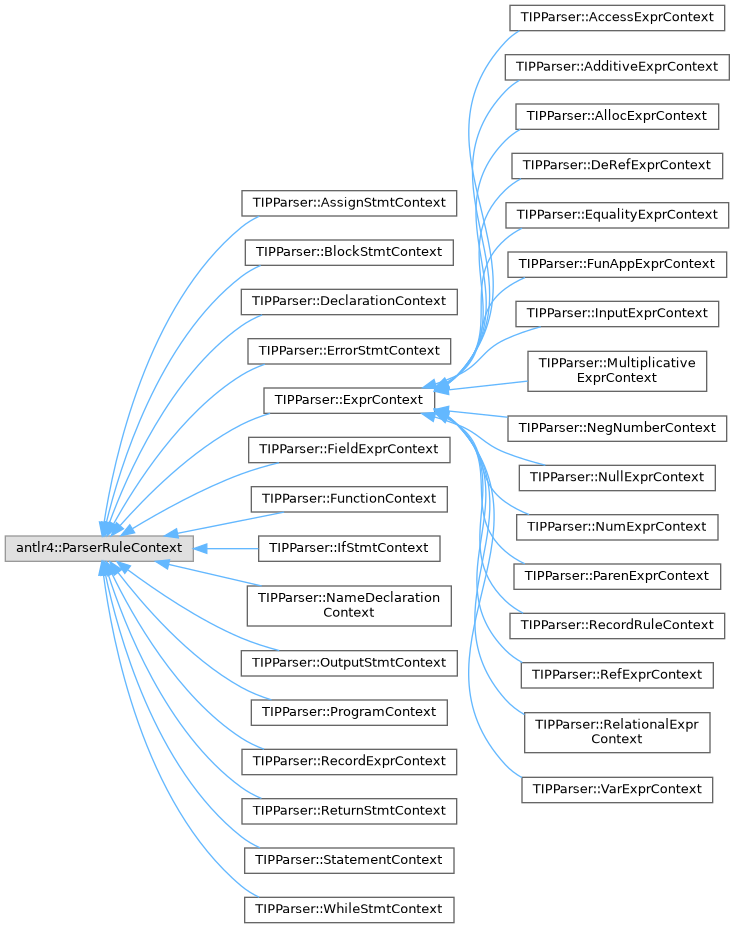 antlr4::ParserRuleContext
TIPParser::AssignStmtContext
TIPParser::BlockStmtContext
TIPParser::DeclarationContext
TIPParser::ErrorStmtContext
TIPParser::ExprContext
TIPParser::FieldExprContext
TIPParser::FunctionContext
TIPParser::IfStmtContext
TIPParser::NameDeclaration
Context
TIPParser::OutputStmtContext
TIPParser::ProgramContext
TIPParser::RecordExprContext
TIPParser::ReturnStmtContext
TIPParser::StatementContext
TIPParser::WhileStmtContext
TIPParser::AccessExprContext
TIPParser::AdditiveExprContext
TIPParser::AllocExprContext
TIPParser::DeRefExprContext
TIPParser::EqualityExprContext
TIPParser::FunAppExprContext
TIPParser::InputExprContext
TIPParser::Multiplicative
ExprContext
TIPParser::NegNumberContext
TIPParser::NullExprContext
TIPParser::NumExprContext
TIPParser::ParenExprContext
TIPParser::RecordRuleContext
TIPParser::RefExprContext
TIPParser::RelationalExpr
Context
TIPParser::VarExprContext